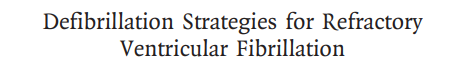 Defibrillation Strategies for Refractory
Ventricular Fibrillation